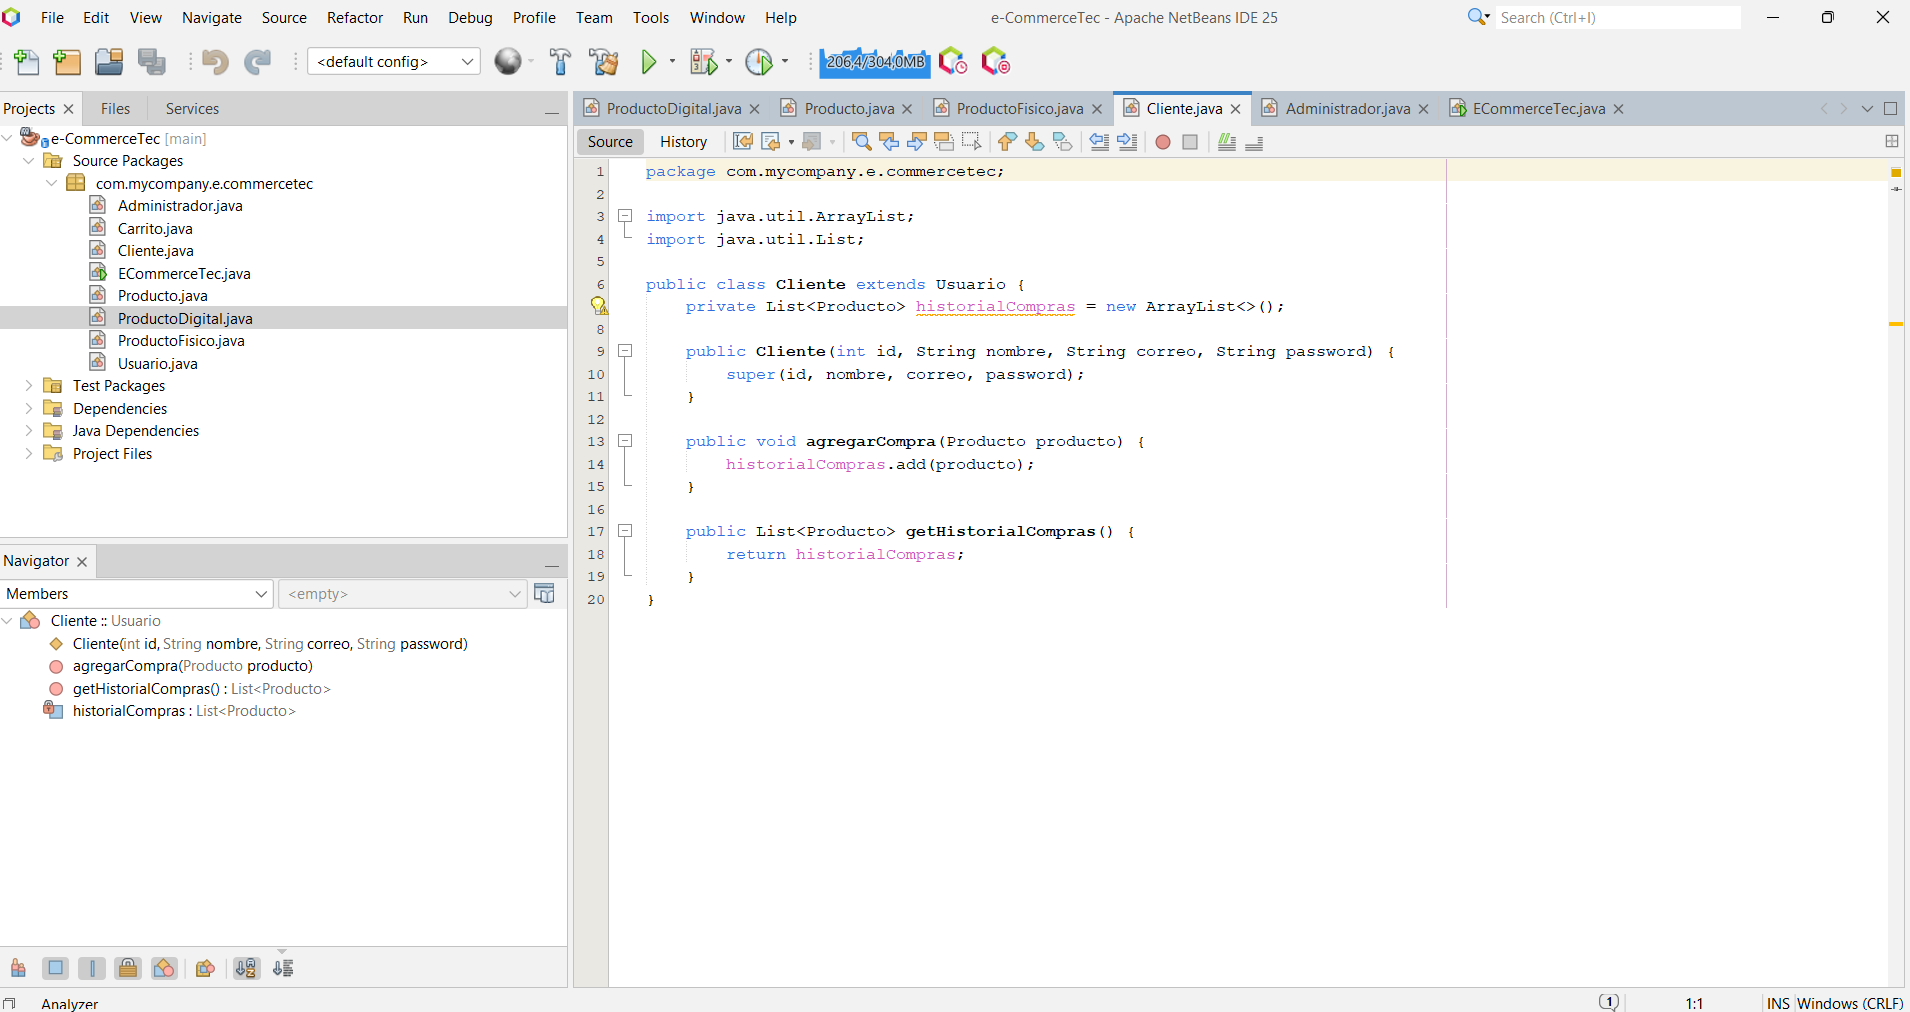 File Edit View Navigate Source Refactor Run Debug Profile Team Tools Window Help
e-CommerceTec - Apache NetBeans IDE 25
Search (Ctrl+I)
<default config>
206,4/304,0MB
Projects Files Services
e-CommerceTec [main]
Source Packages
com.mycompany.e.commercetec
Administrador.java
Carrito.java
Cliente.java
ECommerceTec.java
Producto.java
ProductoDigital.java
ProductoFisico.java
Usuario.java
Test Packages
Dependencies
Java Dependencies
Project Files
Navigator
Members
<empty>
Cliente :: Usuario
Cliente(int id, String nombre, String correo, String password)
agregarCompra(Producto producto)
getHistorialCompras() : List<Producto>
historialCompras : List<Producto>
ProductoDigital.java Producto.java ProductoFisico.java Cliente.java Administrador.java ECommerceTec.java
Source History
1 package com.mycompany.e.commercetec;
2
3 import java.util.ArrayList;
4 import java.util.List;
5
6 public class Cliente extends Usuario {
private List<Producto> historialCompras = new ArrayList<>();
8
9 public Cliente(int id, String nombre, String correo, String password) {
10 super(id, nombre, correo, password);
11 }
12
13 public void agregarCompra(Producto producto) {
14 historialCompras.add(producto);
15 }
16
17 public List<Producto> getHistorialCompras() {
18 return historialCompras;
19 }
20 }
Analyzer
1
1:1
INS
Windows (CRLF)